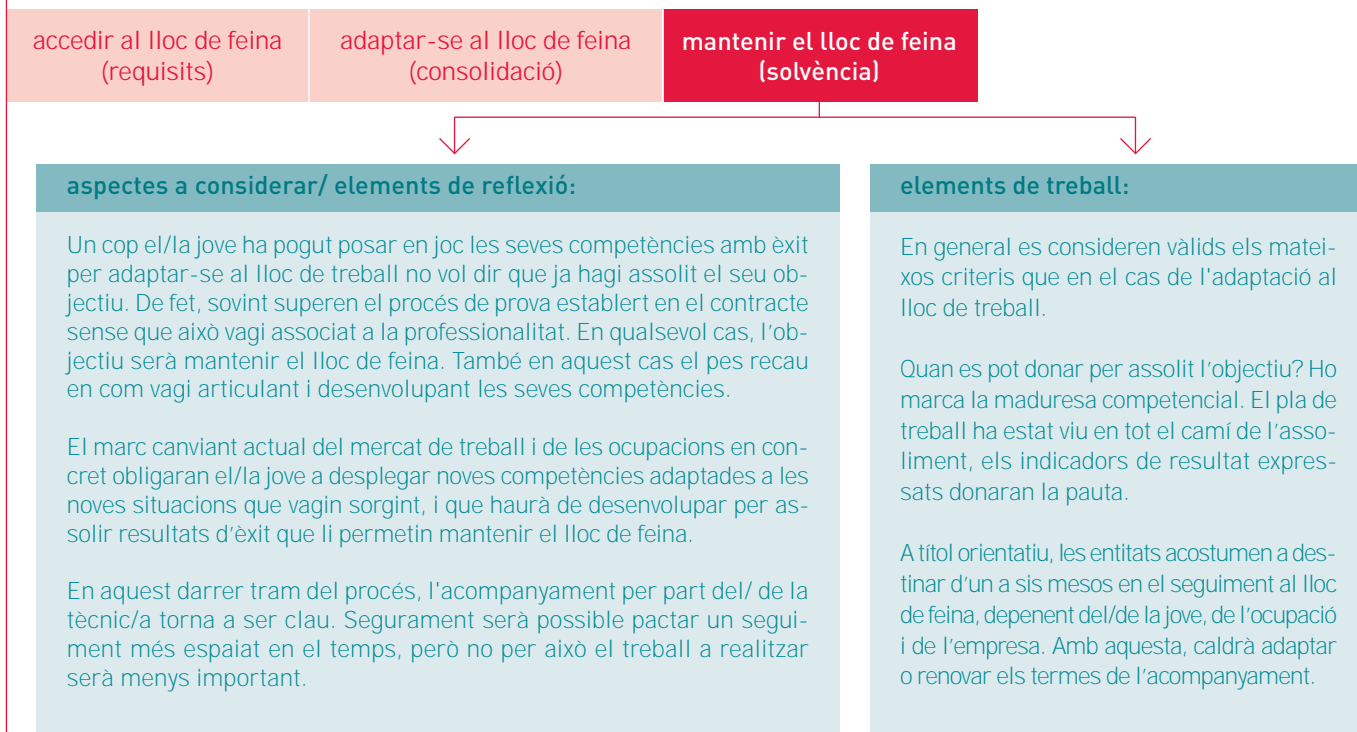 accedir al lloc de feina
(requisits)
adaptar-se al lloc de feina
(consolidació)
mantenir el lloc de feina
(solvència)
aspectes a considerar/ elements de reflexió:
Un cop el/la jove ha pogut posar en joc les seves competències amb èxit
per adaptar-se al lloc de treball no vol dir que ja hagi assolit el seu ob-
jectiu. De fet, sovint superen el procés de prova establert en el contracte
sense que això vagi associat a la professionalitat. En qualsevol cas, l'ob-
jectiu serà mantenir el lloc de feina. També en aquest cas el pes recau
en com vagi articulant i desenvolupant les seves competències.
El marc canviant actual del mercat de treball i de les ocupacions en con-
cret obligaran el/la jove a desplegar noves competències adaptades a les
noves situacions que vagin sorgint, i que haurà de desenvolupar per as-
solir resultats d'èxit que li permetin mantenir el lloc de feina.
En aquest darrer tram del procés, l'acompanyament per part del/ de la
tècnic/a torna a ser clau. Segurament serà possible pactar un segui-
ment més espaiat en el temps, però no per això el treball a realitzar
serà menys important.
elements de treball:
En general es consideren vàlids els matei-
xos criteris que en el cas de l'adaptació al
lloc de treball.
Quan es pot donar per assolit l'objectiu? Ho
marca la maduresa competencial. El pla de
treball ha estat viu en tot el camí de l'asso-
liment, els indicadors de resultat expres-
sats donaran la pauta.
A títol orientatiu, les entitats acostumen a des-
tinar d'un a sis mesos en el seguiment al lloc
de feina, depenent del/de la jove, de l'ocupació
i de l'empresa. Amb aquesta, caldrà adaptar
o renovar els termes de l'acompanyament.